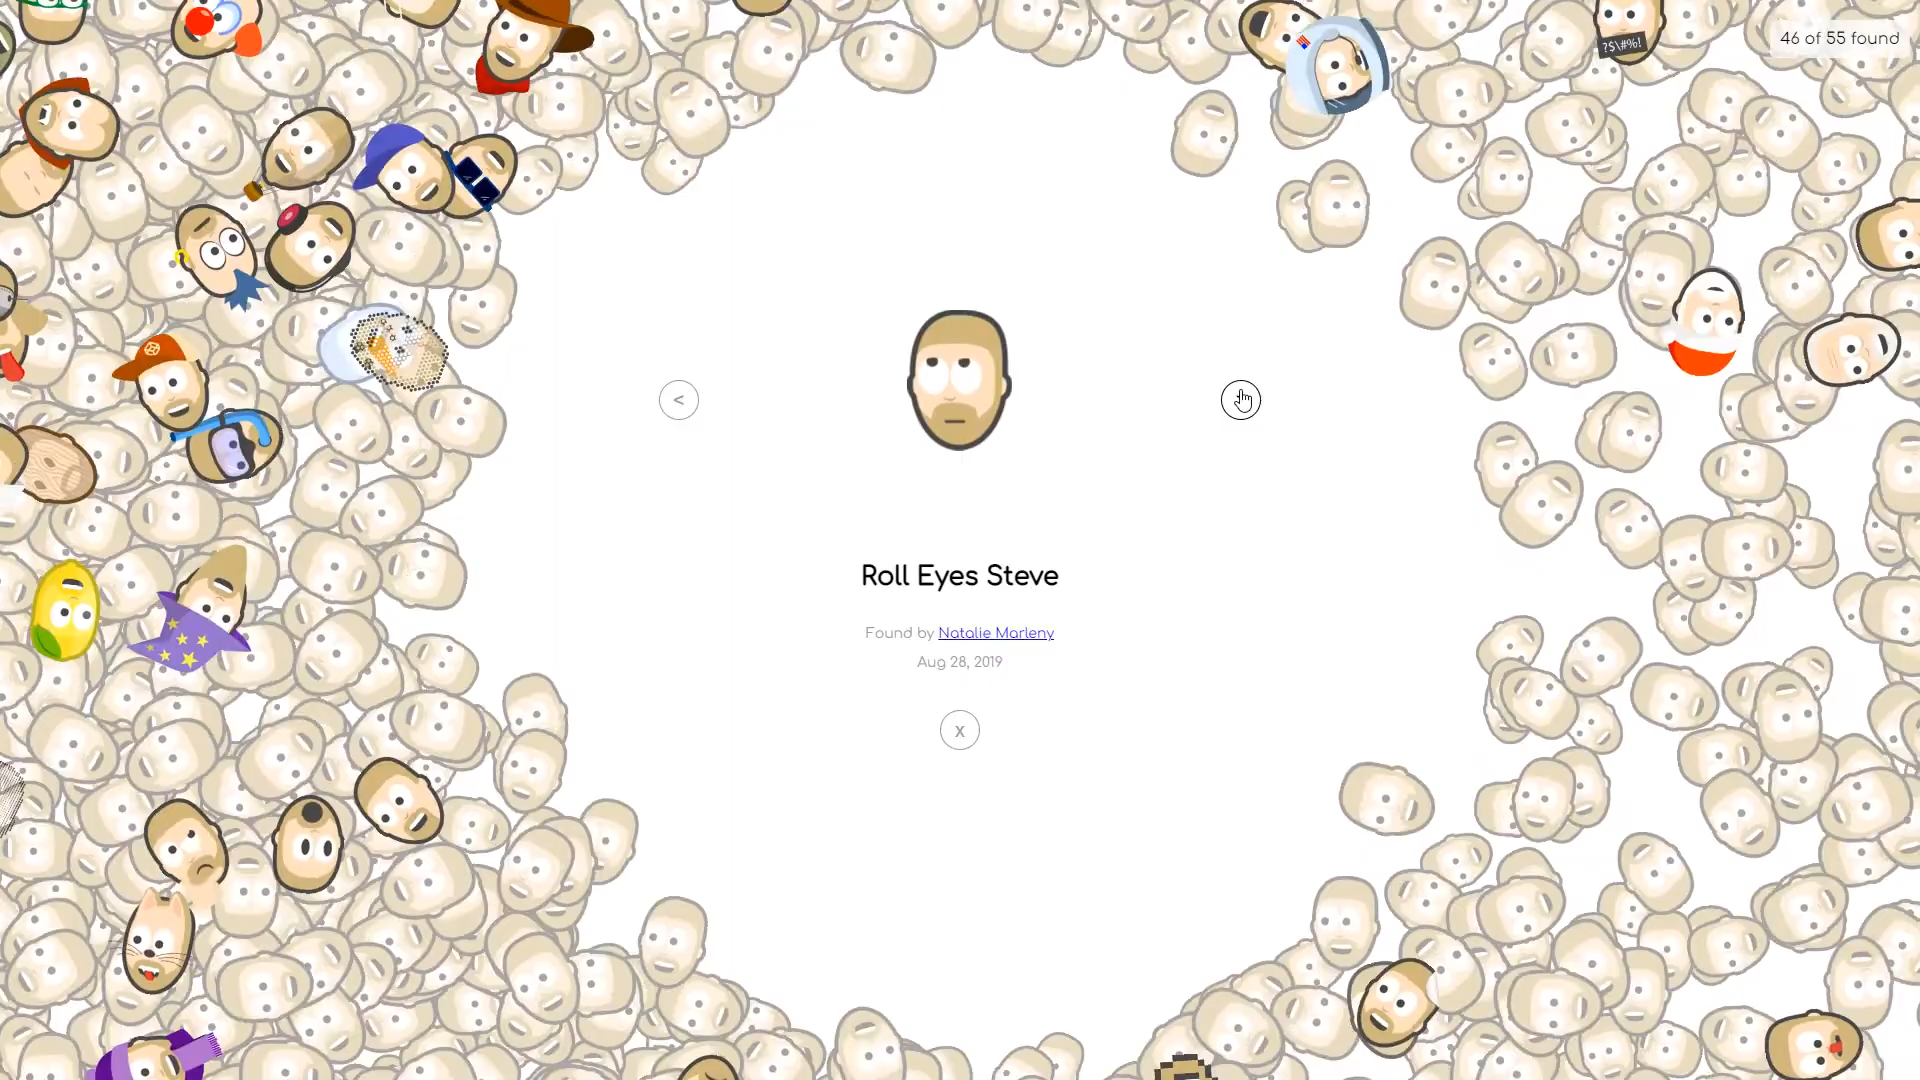 ?$\#%!
46 of 55 found
<
Roll Eyes Steve
Found by Natalie Marleny
Aug 28, 2019
x